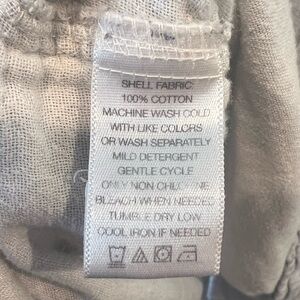 SHELL FABRIC:
100% COTTON
MACHINE WASH COLD
WITH LIKE COLORS
OR WASH SEPARATELY
MILD DETERGENT
GENTLE CYCLE
ONLY NON CHLORINE
BLEACH WHEN NEEDED
TUMBLE DRY LOW
COOL IRON IF NEEDED